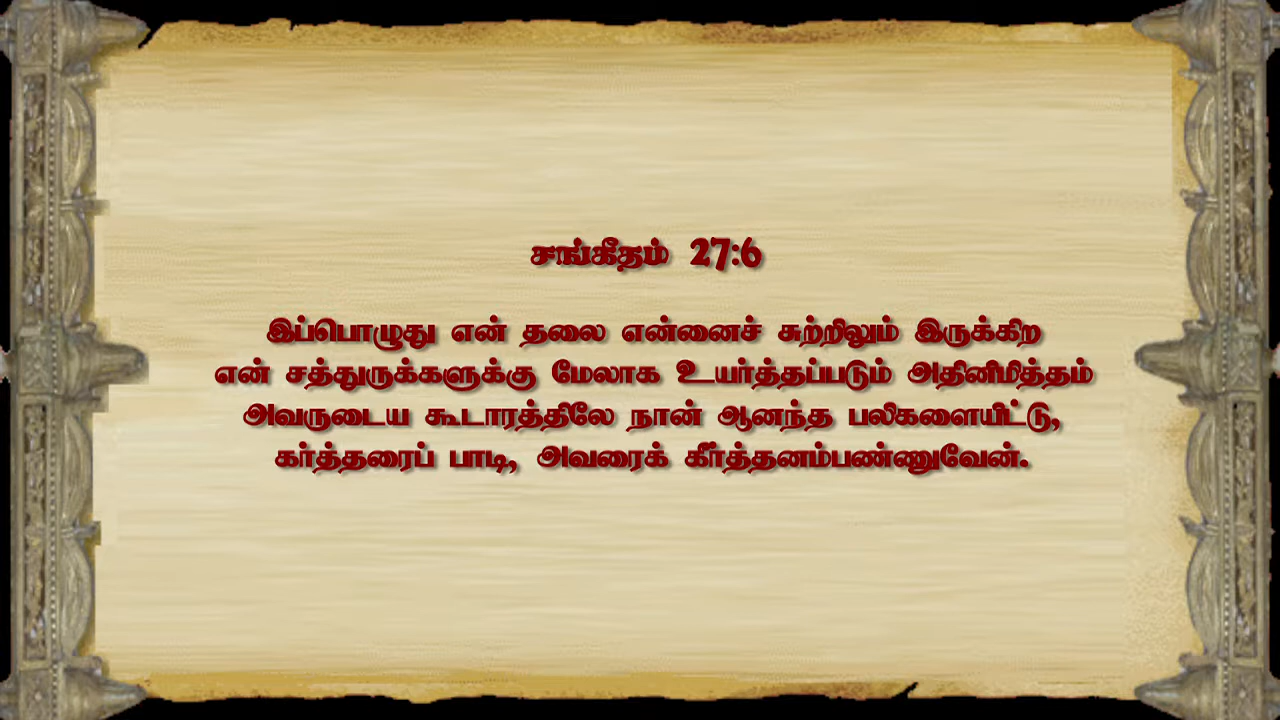 சங்கீதம் 27:6
இப்பொழுது என் தலை என்னைச் சுற்றிலும் இருக்கிற
என் சத்துருக்களுக்கு மேலாக உயர்த்தப்படும் அதினிமித்தம்
அவருடைய கூடாரத்திலே நான் ஆனந்த பலிகளையிட்டு,
கர்த்தரைப் பாடி, அவரைக் கீர்த்தனம்பண்ணுவேன்.